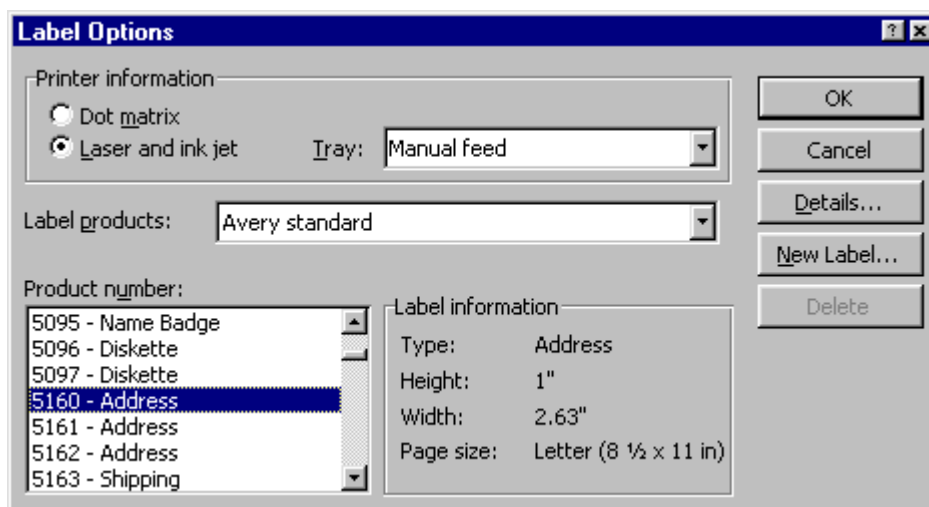 Label Options
Printer information
Dot matrix
Laser and ink jet
Tray:
Manual feed
Label products:
Avery standard
Product number:
5095 - Name Badge
5096 - Diskette
5097 - Diskette
5160 - Address
5161 - Address
5162 - Address
5163 - Shipping
Label information
Type: Address
Height: 1"
Width: 2.63"
Page size: Letter (8 ½ x 11 in)
OK
Cancel
Details...
New Label...
Delete